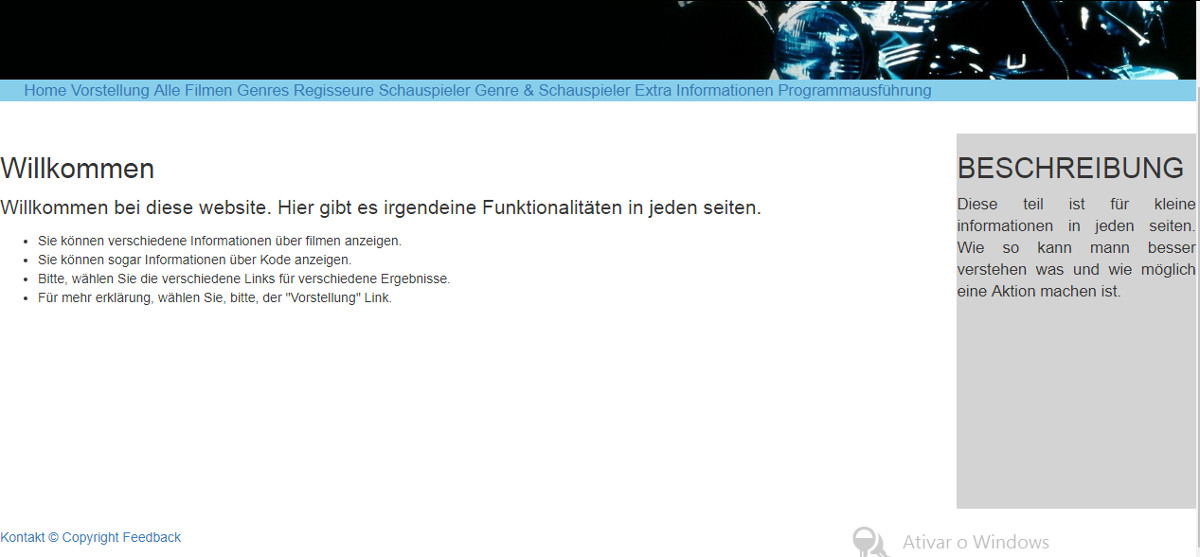 Home Vorstellung Alle Filmen Genres Regisseure Schauspieler Genre & Schauspieler Extra Informationen Programmausführung
Willkommen
Willkommen bei diese website. Hier gibt es irgendeine Funktionalitäten in jeden seiten.
Sie können verschiedene Informationen über filmen anzeigen.
Sie können sogar Informationen über Kode anzeigen.
Bitte, wählen Sie die verschiedene Links für verschiedene Ergebnisse.
Für mehr erklärung, wählen Sie, bitte, der "Vorstellung" Link.
BESCHREIBUNG
Diese teil ist für kleine
informationen in jeden seiten.
Wie so kann mann besser
verstehen was und wie möglich
eine Aktion machen ist.
Kontakt © Copyright Feedback
Ativar o Windows